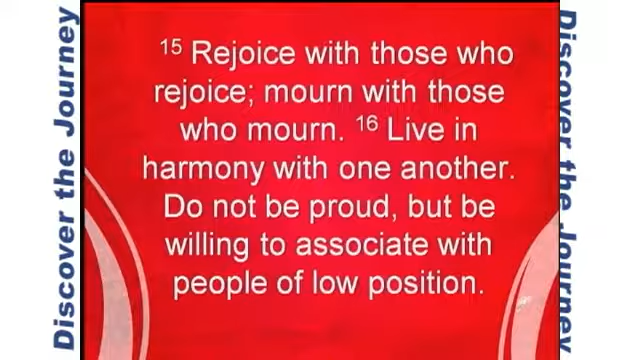 Discover the Journey
15 Rejoice with those who
rejoice; mourn with those
who mourn. 16 Live in
harmony with one another.
Do not be proud, but be
willing to associate with
people of low position.
Discover the Journey